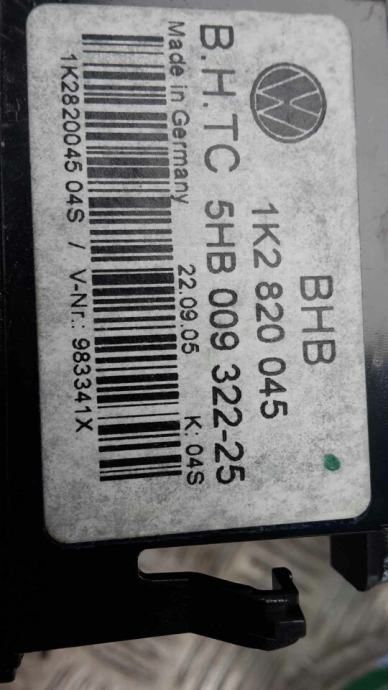 BHB
1K2 820 045
B.H.TC 5HB 009 322-25
Made in Germany 22.09.05 K: 04S
1K2820045 04S / V-Nr.: 983341X